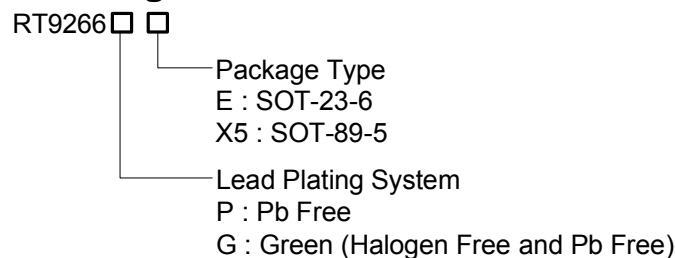 RT9266
Package Type
E : SOT-23-6
X5 : SOT-89-5
Lead Plating System
P : Pb Free
G : Green (Halogen Free and Pb Free)